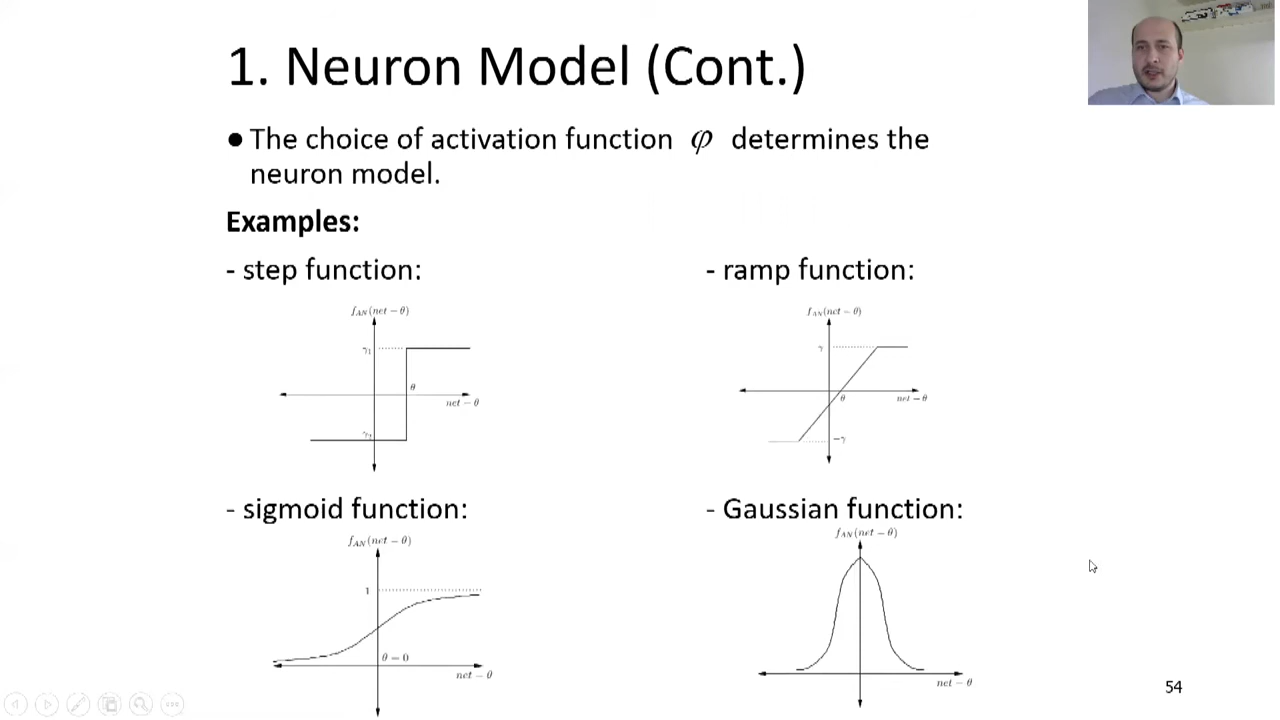 1. Neuron Model (Cont.)
● The choice of activation function φ determines the
neuron model.
Examples:
- step function:
- ramp function:
f_AN(net − θ)
γ₁
θ
net − θ
γ₂
f_AN(net − θ)
γ
θ
net − θ
−γ
- sigmoid function:
- Gaussian function:
f_AN(net − θ)
1
θ = 0
net − θ
f_AN(net − θ)
net − θ
54